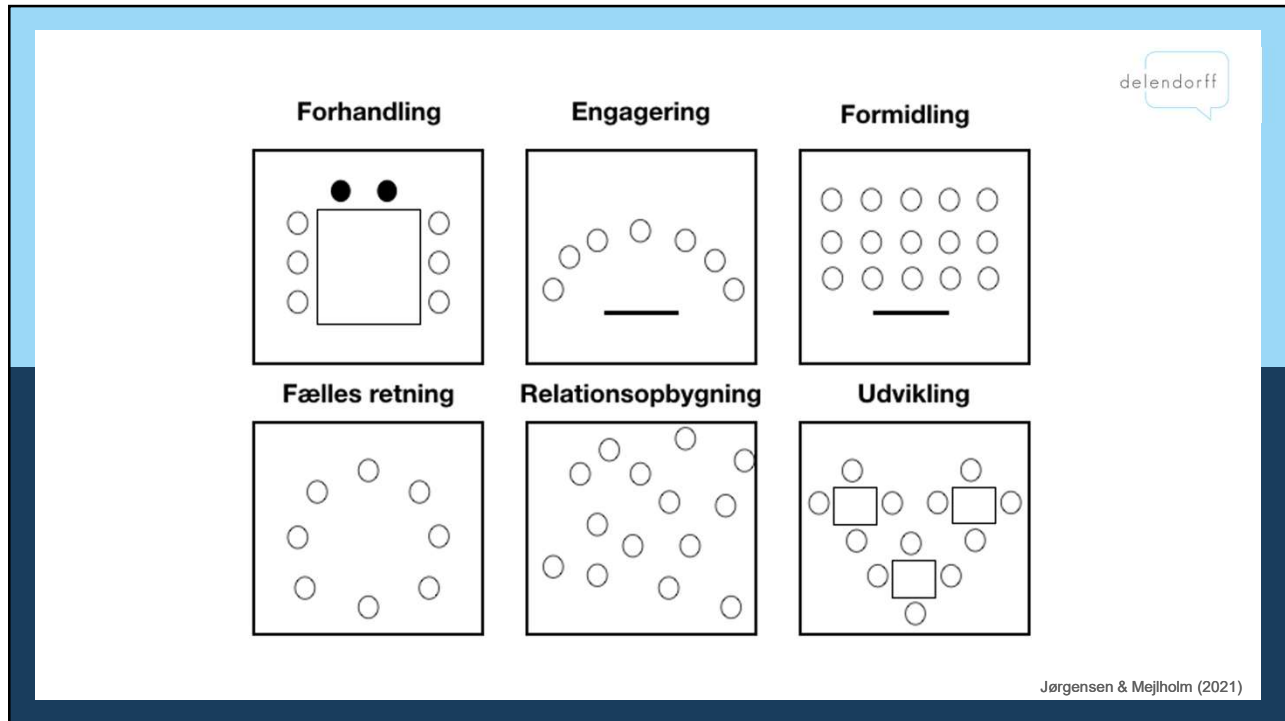 delendorff
Forhandling
Engagering
Formidling
Fælles retning
Relationsopbygning
Udvikling
Jørgensen & Mejlholm (2021)